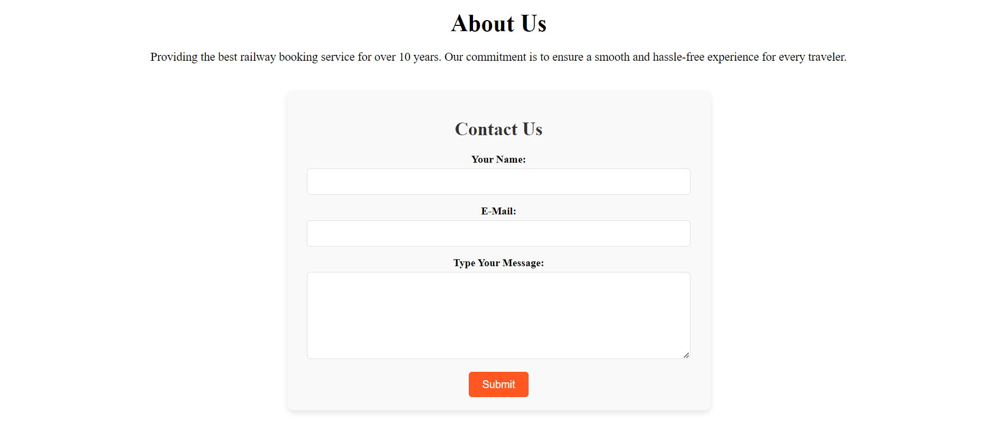 About Us
Providing the best railway booking service for over 10 years. Our commitment is to ensure a smooth and hassle-free experience for every traveler.
Contact Us
Your Name:
E-Mail:
Type Your Message:
Submit